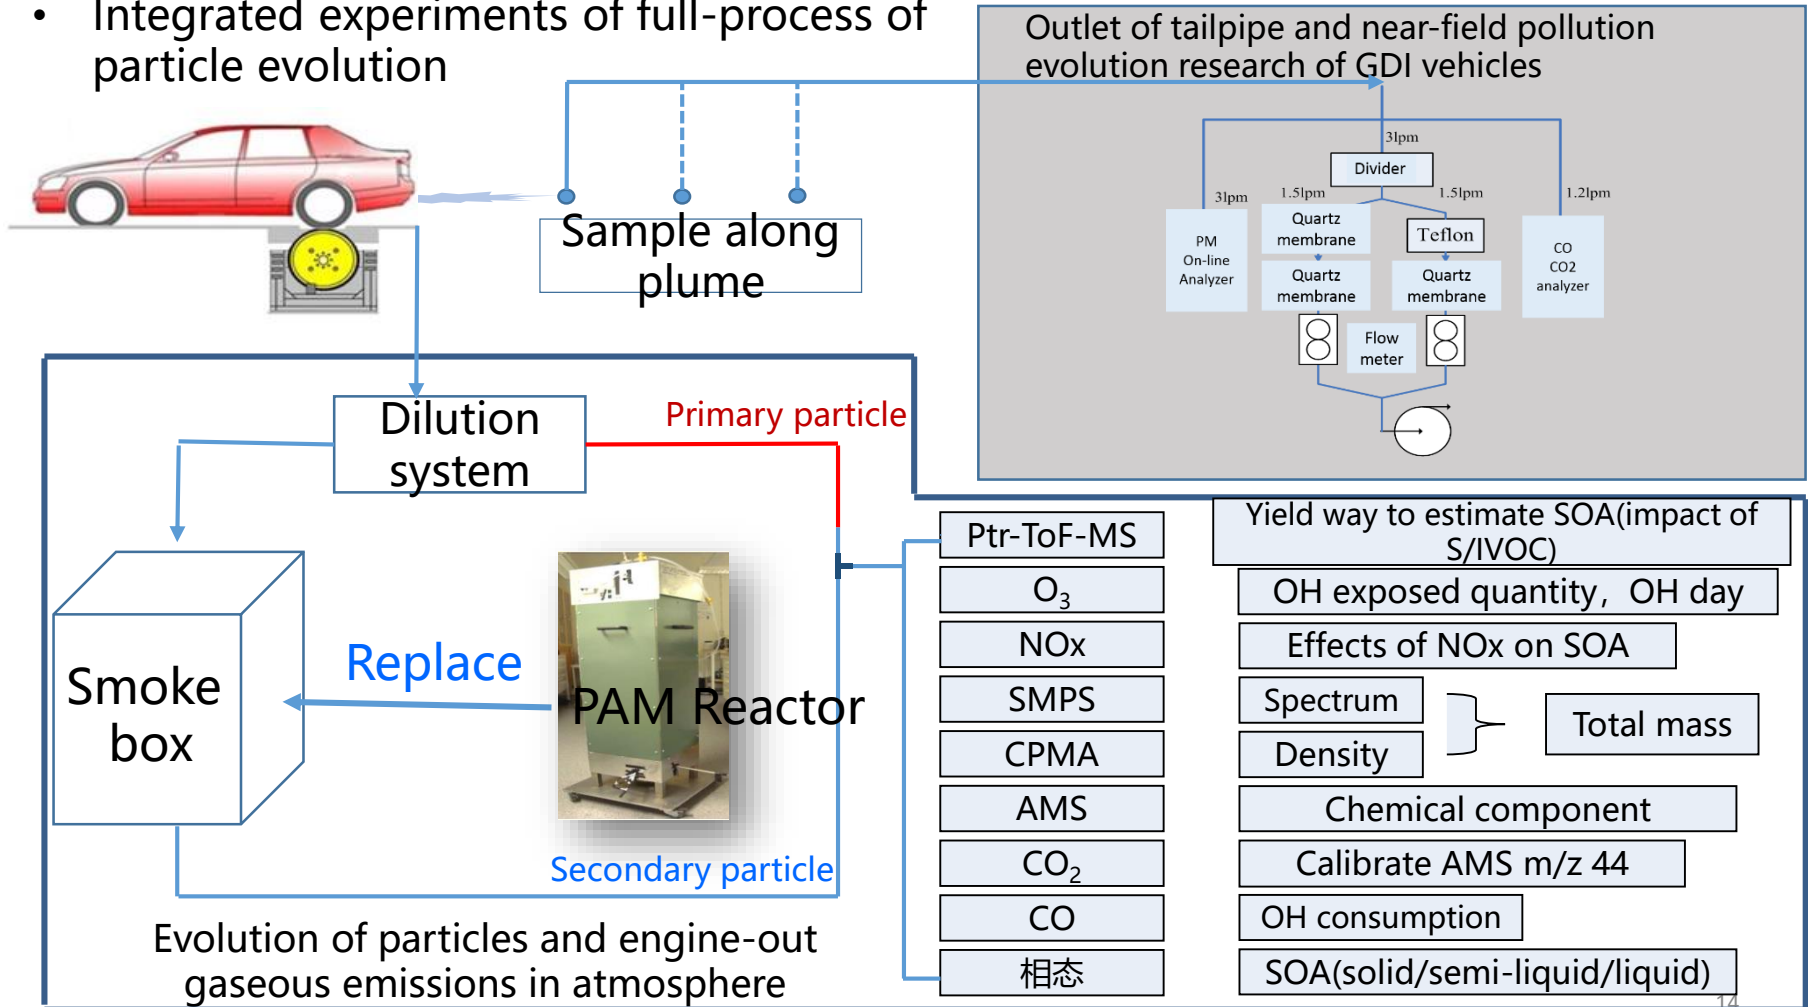 • Integrated experiments of full-process of
particle evolution
Outlet of tailpipe and near-field pollution
evolution research of GDI vehicles
3lpm
Divider
3lpm
1.5lpm
1.5lpm
1.2lpm
PM
On-line
Analyzer
Quartz
membrane
Teflon
CO
CO2
analyzer
Quartz
membrane
Quartz
membrane
Flow
meter
Sample along
plume
Dilution
system
Primary particle
Smoke
box
Replace
PAM Reactor
Secondary particle
Evolution of particles and engine-out
gaseous emissions in atmosphere
Ptr-ToF-MS
Yield way to estimate SOA(impact of
S/IVOC)
O3
OH exposed quantity，OH day
NOx
Effects of NOx on SOA
SMPS
Spectrum
CPMA
Density
Total mass
AMS
Chemical component
CO2
Calibrate AMS m/z 44
CO
OH consumption
相态
SOA(solid/semi-liquid/liquid)
14